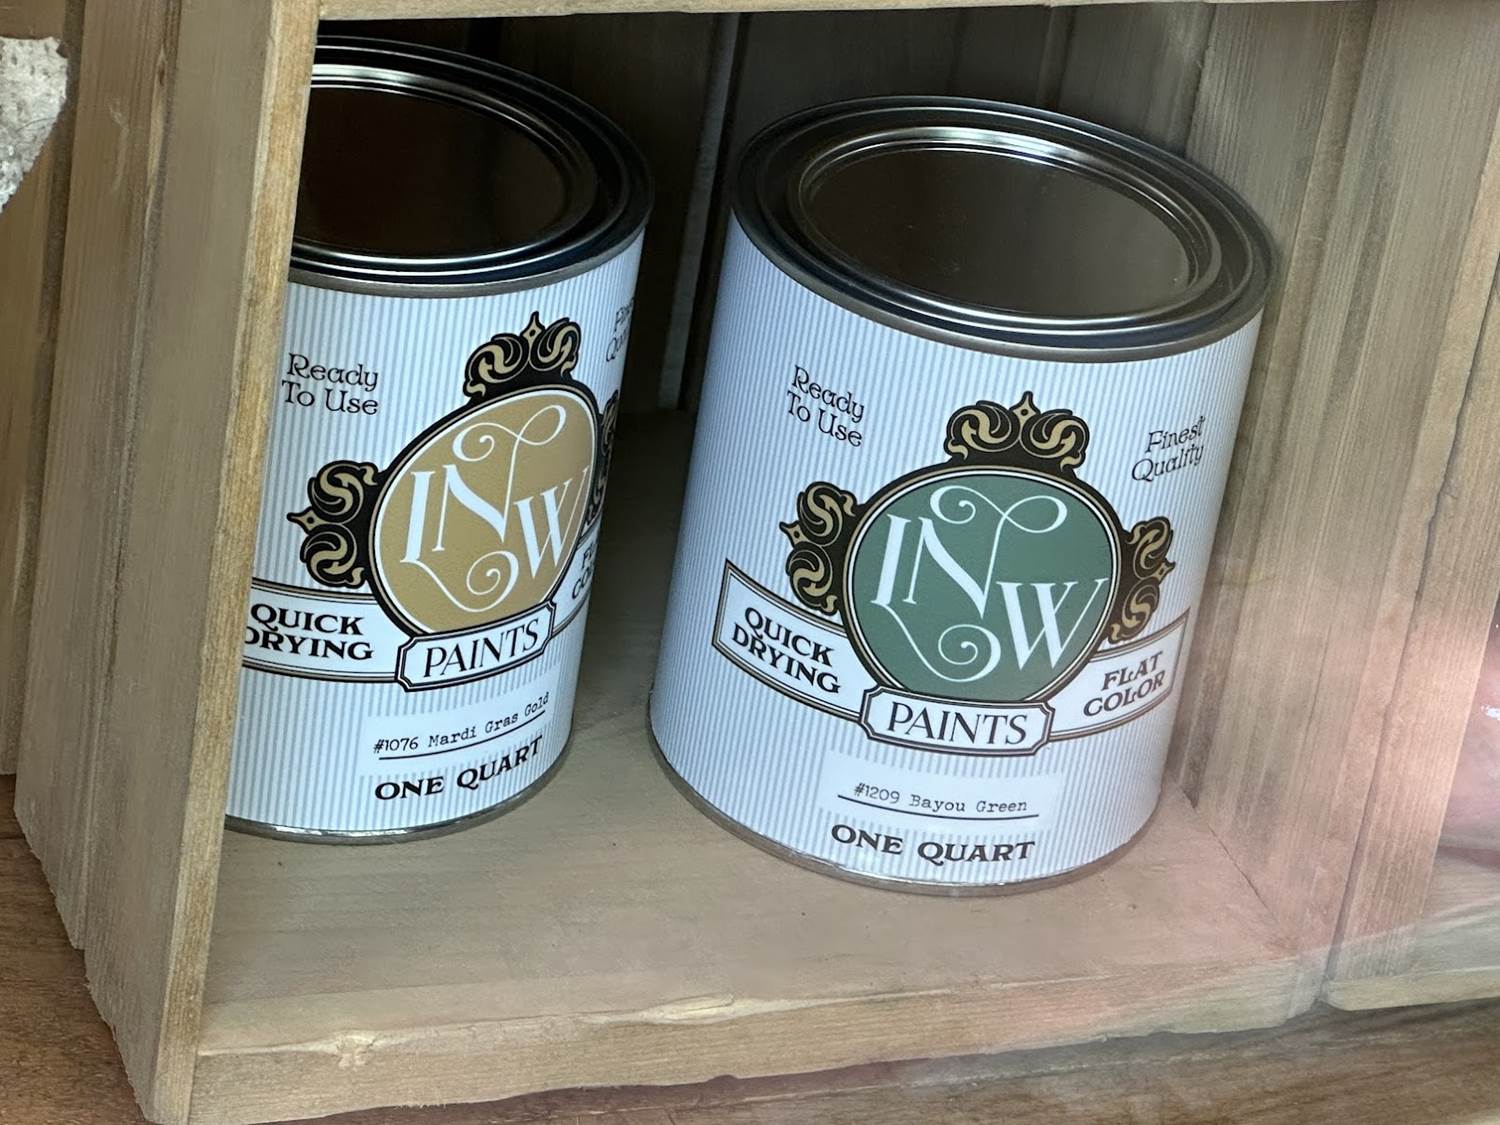 Ready
To Use
LNW
QUICK
DRYING
PAINTS
#1076 Mardi Gras Gold
ONE QUART
Ready
To Use
Finest
Quality
LNW
QUICK
DRYING
FLAT
COLOR
PAINTS
#1209 Bayou Green
ONE QUART